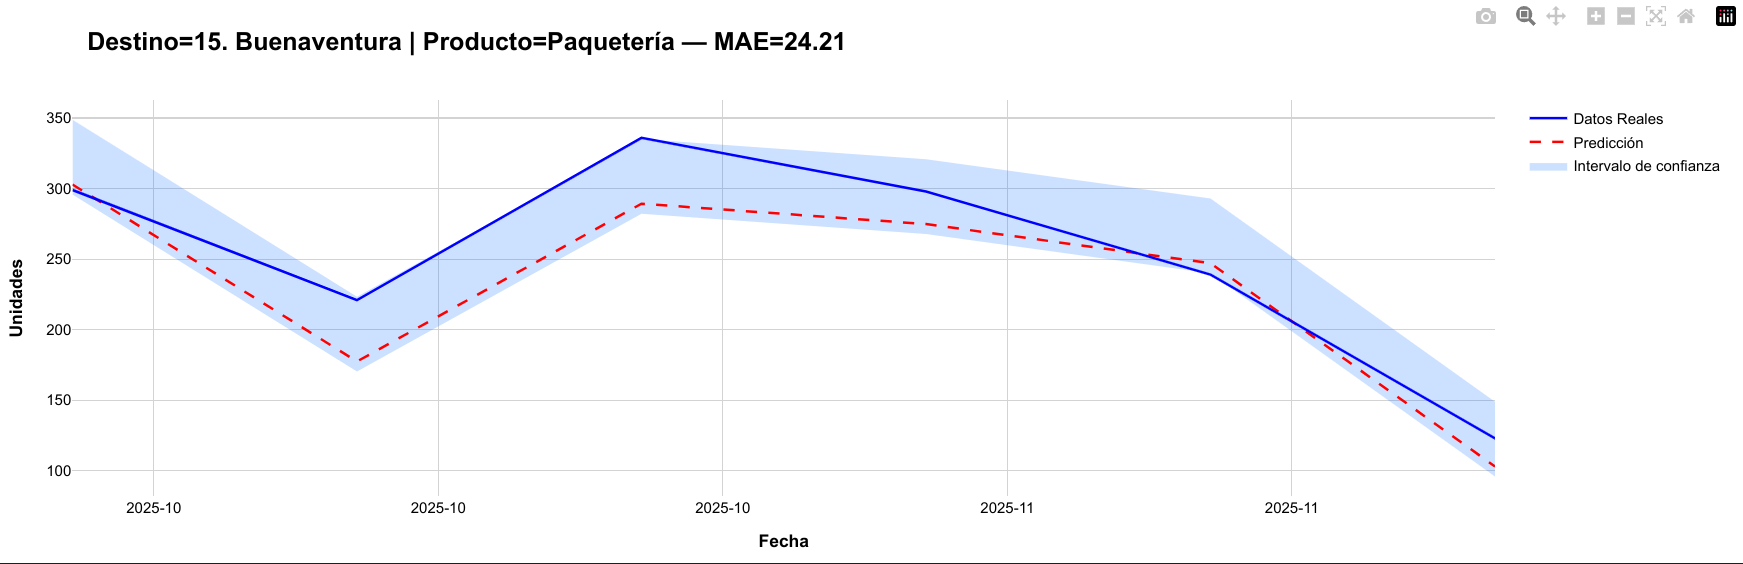 Destino=15. Buenaventura | Producto=Paquetería — MAE=24.21
350
300
250
200
150
100
Unidades
2025-10
2025-10
2025-10
2025-11
2025-11
Fecha
Datos Reales
Predicción
Intervalo de confianza